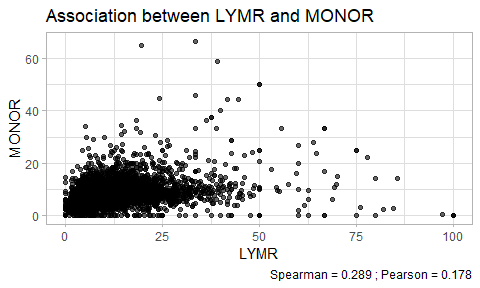 Association between LYMR and MONOR
60
40
20
0
MONOR
0 25 50 75 100
LYMR
Spearman = 0.289 ; Pearson = 0.178